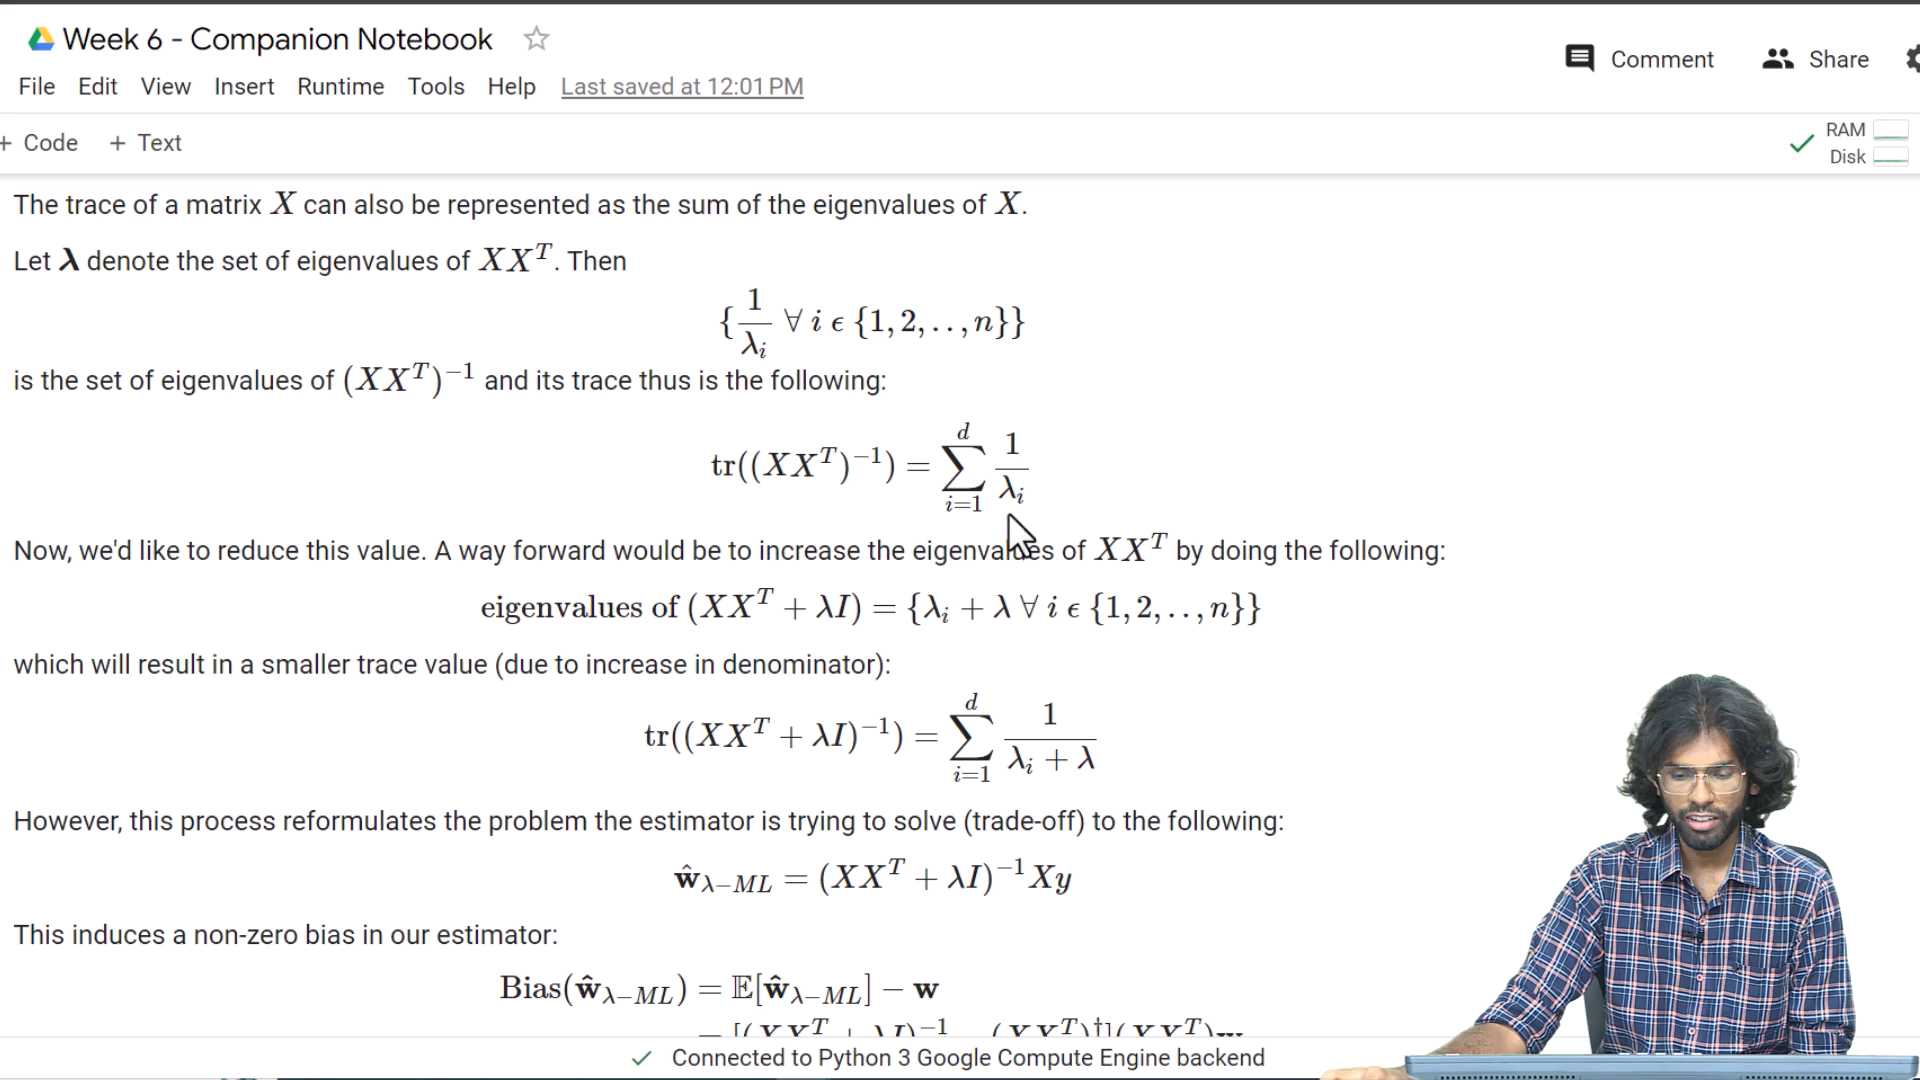 Week 6 - Companion Notebook
Comment
Share
File Edit View Insert Runtime Tools Help Last saved at 12:01 PM
+ Code + Text
RAM
Disk
The trace of a matrix X can also be represented as the sum of the eigenvalues of X.
Let λ denote the set of eigenvalues of XX^T. Then
{1/λ_i ∀ i ϵ {1, 2, . . , n}}
is the set of eigenvalues of (XX^T)^−1 and its trace thus is the following:
tr((XX^T)^−1) = ∑_{i=1}^{d} 1/λ_i
Now, we'd like to reduce this value. A way forward would be to increase the eigenvalues of XX^T by doing the following:
eigenvalues of (XX^T + λI) = {λ_i + λ ∀ i ϵ {1, 2, . . , n}}
which will result in a smaller trace value (due to increase in denominator):
tr((XX^T + λI)^−1) = ∑_{i=1}^{d} 1/(λ_i + λ)
However, this process reformulates the problem the estimator is trying to solve (trade-off) to the following:
ŵ_{λ−ML} = (XX^T + λI)^−1 Xy
This induces a non-zero bias in our estimator:
Bias(ŵ_{λ−ML}) = 𝔼[ŵ_{λ−ML}] − w
Connected to Python 3 Google Compute Engine backend